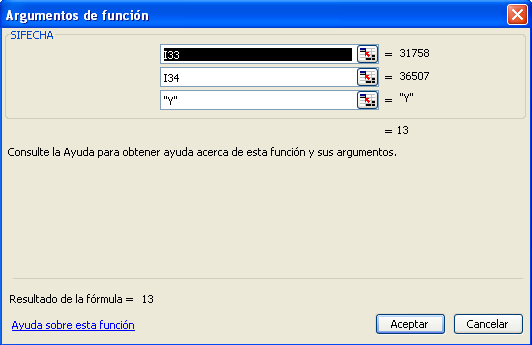 Argumentos de función
SIFECHA
I33 = 31758
I34 = 36507
"Y" = "Y"
= 13
Consulte la Ayuda para obtener ayuda acerca de esta función y sus argumentos.
Resultado de la fórmula = 13
Ayuda sobre esta función
Aceptar
Cancelar